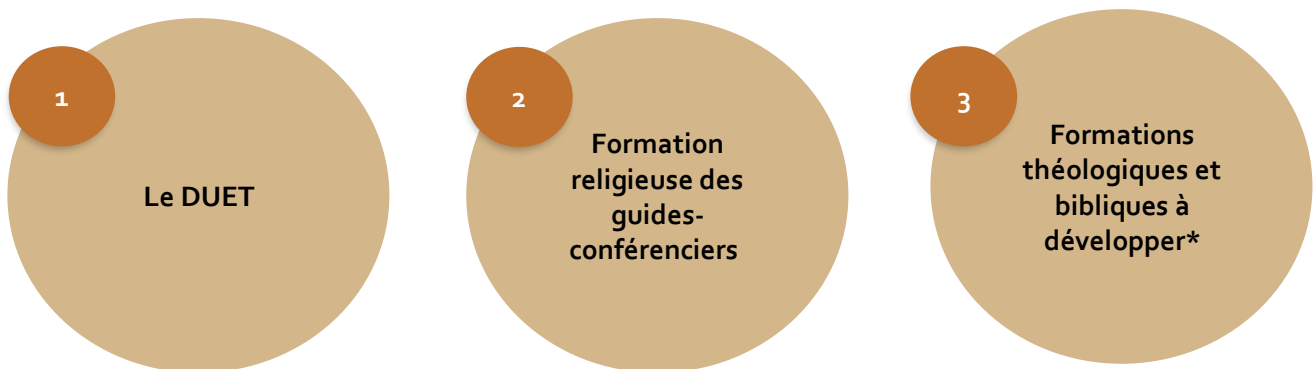 1
Le DUET
2
Formation
religieuse des
guides-
conférenciers
3
Formations
théologiques et
bibliques à
développer*